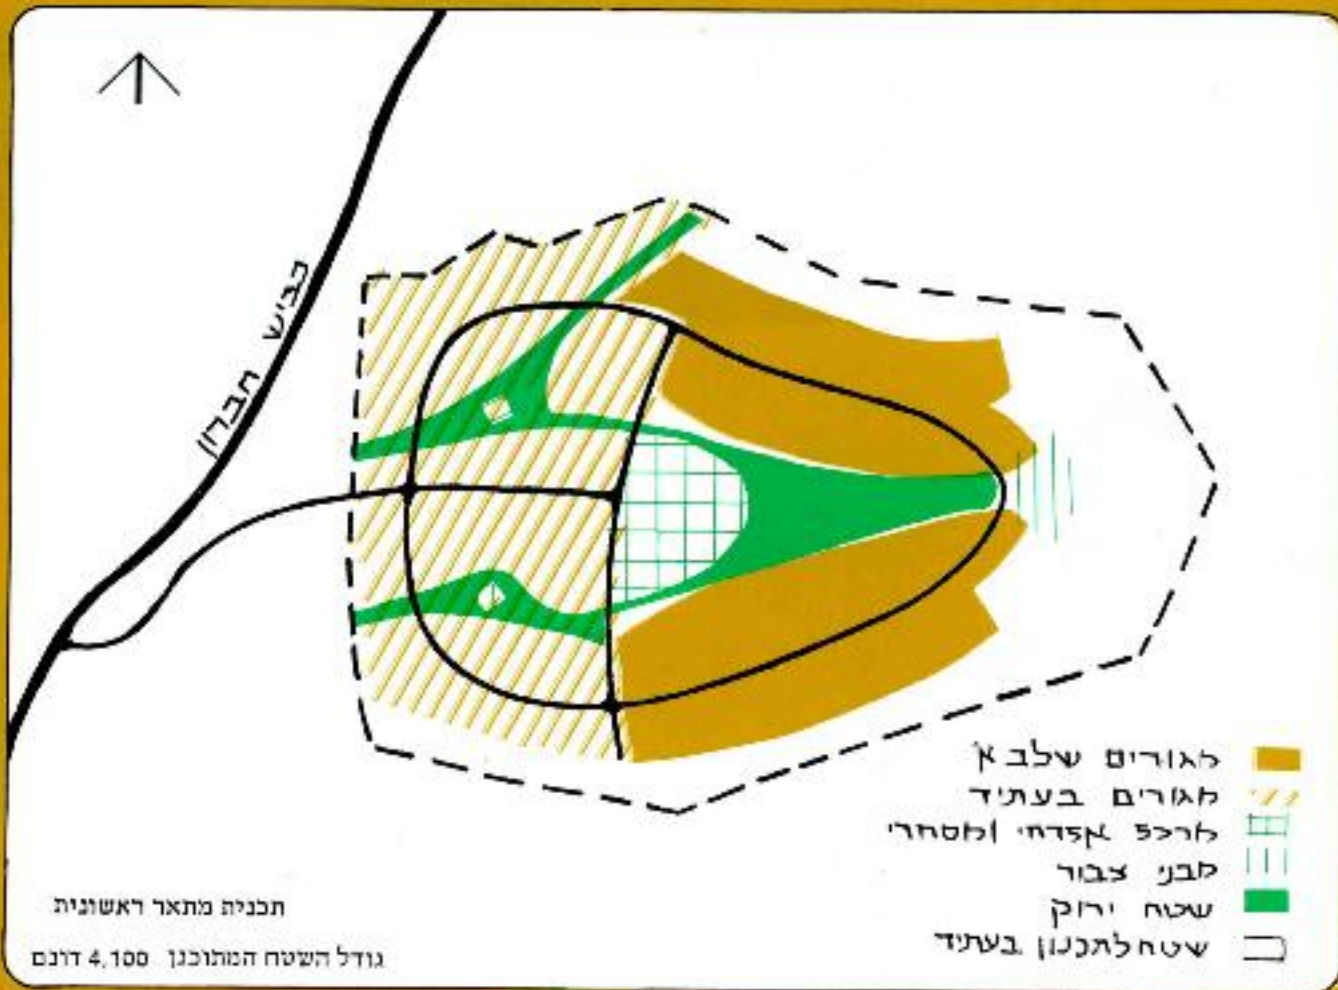 כביש חברון
מגורים שלב א'
מגורים בעתיד
מרכז אזרחי ומסחרי
מבני צבור
שטח ירוק
שטח לתכנון בעתיד
תכנית מתאר ראשונית
גודל השטח המתוכנן 4,100 דונם